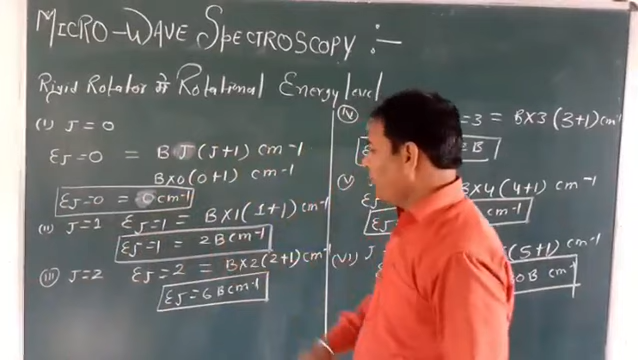 MICRO-WAVE SPECTROSCOPY :-
Rigid Rotator में Rotational Energy level
(I) J = 0
εJ=0 = BJ(J+1) cm⁻¹
B×0(0+1) cm⁻¹
εJ=0 = 0 cm⁻¹
(II) J=1 εJ=1 = B×1(1+1) cm⁻¹
εJ=1 = 2B cm⁻¹
(III) J=2 εJ=2 = B×2(2+1) cm⁻¹
εJ=6B cm⁻¹
(IV) =3 = B×3(3+1) cm⁻¹
B
(V)
B×4(4+1) cm⁻¹
cm⁻¹
(VI) J
(5+1) cm⁻¹
0B cm⁻¹